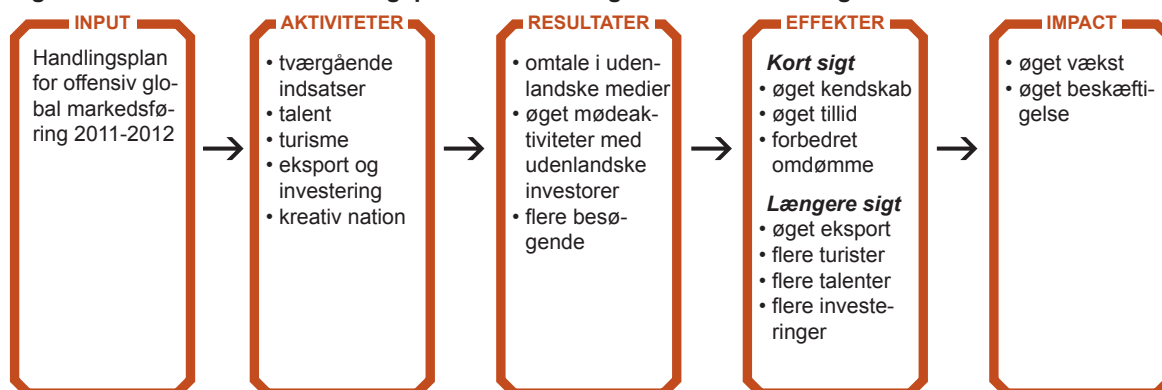 INPUT
Handlingsplan
for offensiv glo-
bal markedsfø-
ring 2011-2012
AKTIVITETER
• tværgående
indsatser
• talent
• turisme
• eksport og
investering
• kreativ nation
RESULTATER
• omtale i uden-
landske medier
• øget mødeak-
tiviteter med
udenlandske
investorer
• flere besø-
gende
EFFEKTER
Kort sigt
• øget kendskab
• øget tillid
• forbedret
omdømme
Længere sigt
• øget eksport
• flere turister
• flere talenter
• flere investe-
ringer
IMPACT
• øget vækst
• øget beskæfti-
gelse